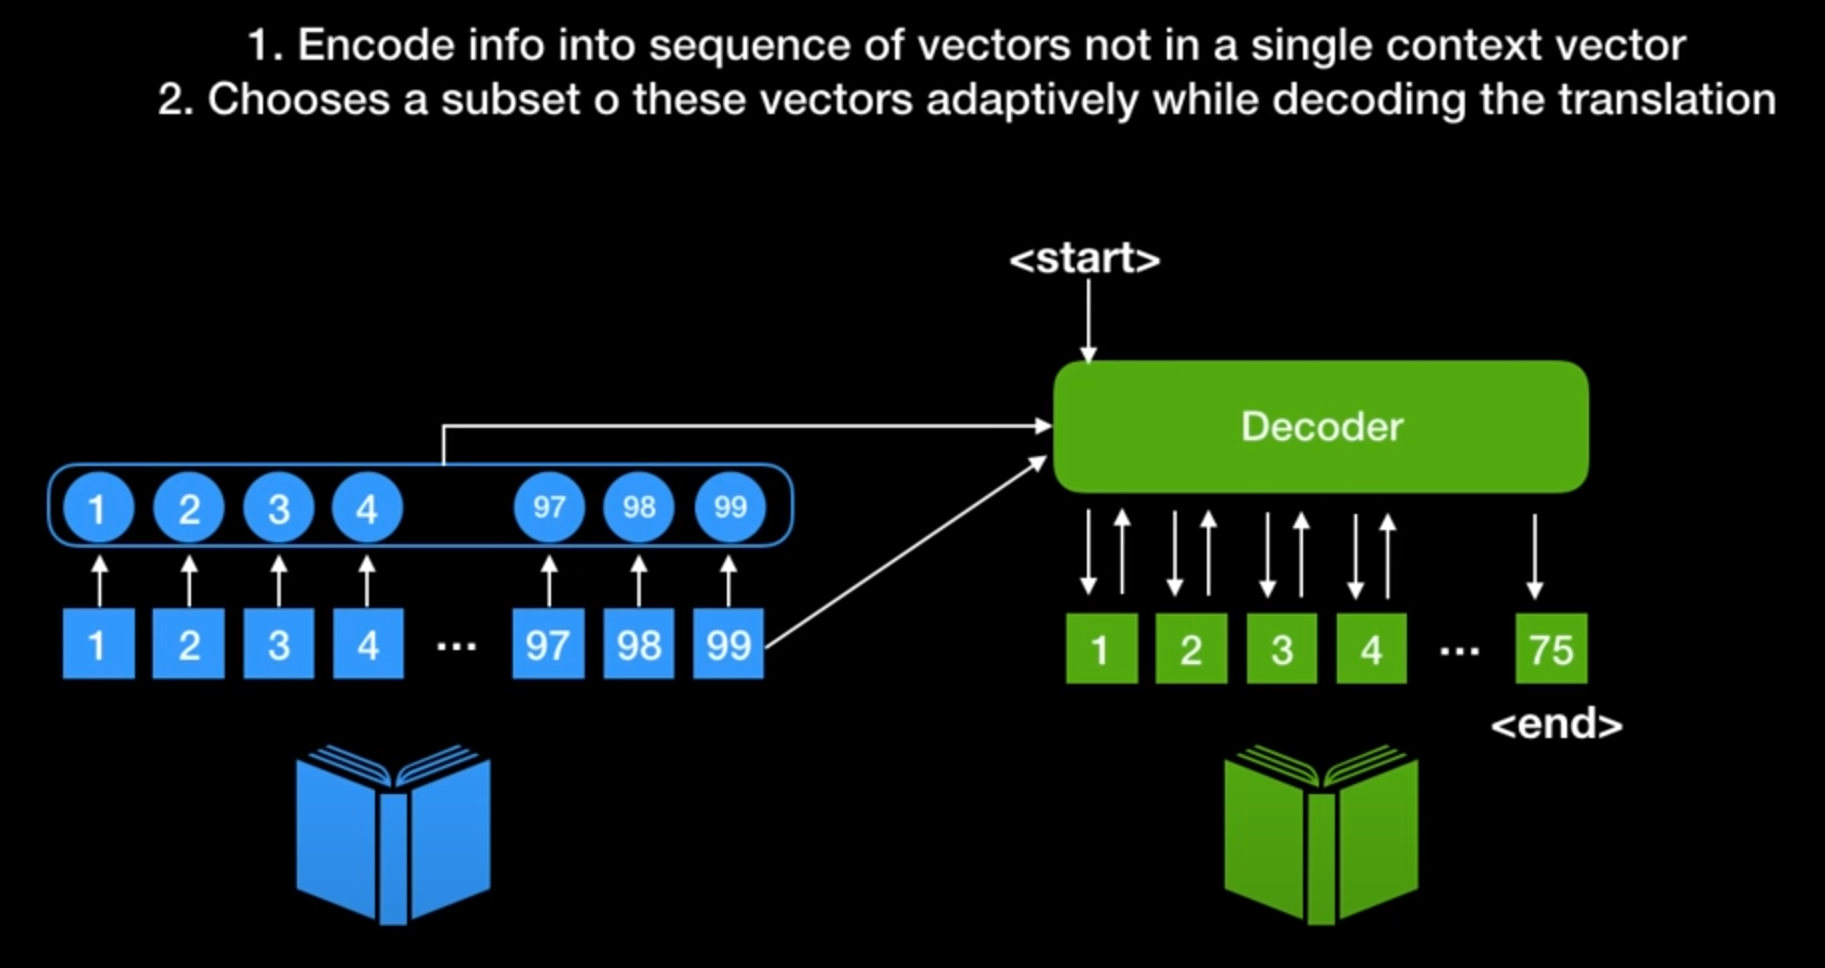 1. Encode info into sequence of vectors not in a single context vector
2. Chooses a subset o these vectors adaptively while decoding the translation
<start>
Decoder
1 2 3 4 97 98 99
1 2 3 4 ... 97 98 99
1 2 3 4 ... 75
<end>